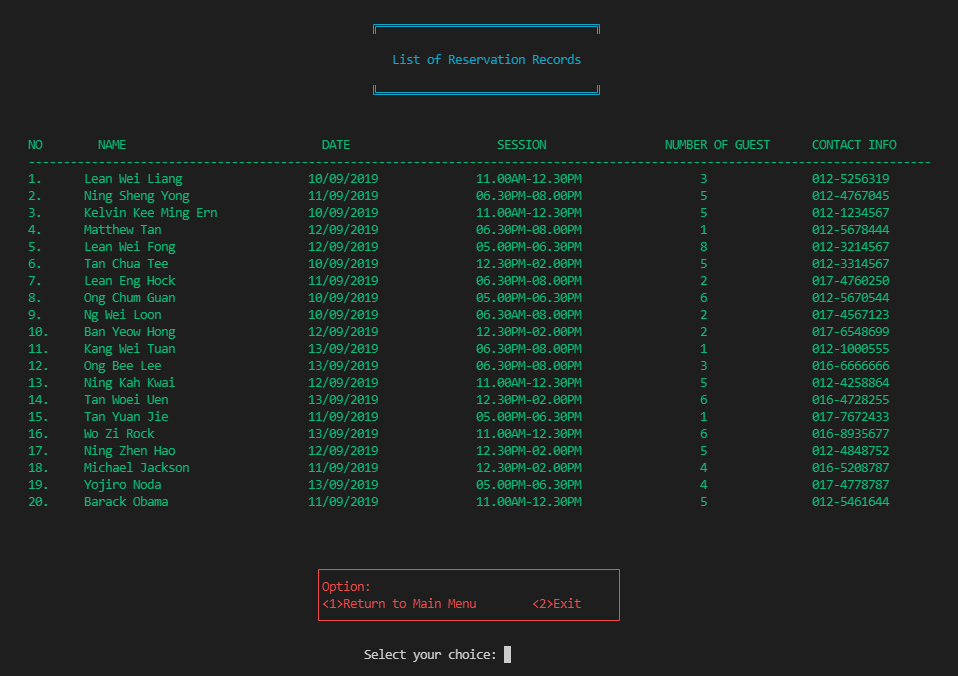 List of Reservation Records
NO NAME DATE SESSION NUMBER OF GUEST CONTACT INFO
1. Lean Wei Liang 10/09/2019 11.00AM-12.30PM 3 012-5256319
2. Ning Sheng Yong 11/09/2019 06.30PM-08.00PM 5 012-4767045
3. Kelvin Kee Ming Ern 10/09/2019 11.00AM-12.30PM 5 012-1234567
4. Matthew Tan 12/09/2019 06.30PM-08.00PM 1 012-5678444
5. Lean Wei Fong 12/09/2019 05.00PM-06.30PM 8 012-3214567
6. Tan Chua Tee 10/09/2019 12.30PM-02.00PM 5 012-3314567
7. Lean Eng Hock 11/09/2019 06.30PM-08.00PM 2 017-4760250
8. Ong Chum Guan 10/09/2019 05.00PM-06.30PM 6 012-5670544
9. Ng Wei Loon 10/09/2019 06.30AM-08.00PM 2 017-4567123
10. Ban Yeow Hong 12/09/2019 12.30PM-02.00PM 2 017-6548699
11. Kang Wei Tuan 13/09/2019 06.30PM-08.00PM 1 012-1000555
12. Ong Bee Lee 13/09/2019 06.30PM-08.00PM 3 016-6666666
13. Ning Kah Kwai 12/09/2019 11.00AM-12.30PM 5 012-4258864
14. Tan Woei Uen 13/09/2019 12.30PM-02.00PM 6 016-4728255
15. Tan Yuan Jie 11/09/2019 05.00PM-06.30PM 1 017-7672433
16. Wo Zi Rock 13/09/2019 11.00AM-12.30PM 6 016-8935677
17. Ning Zhen Hao 12/09/2019 12.30PM-02.00PM 5 012-4848752
18. Michael Jackson 11/09/2019 12.30PM-02.00PM 4 016-5208787
19. Yojiro Noda 13/09/2019 05.00PM-06.30PM 4 017-4778787
20. Barack Obama 11/09/2019 11.00AM-12.30PM 5 012-5461644
Option:
<1>Return to Main Menu <2>Exit
Select your choice: